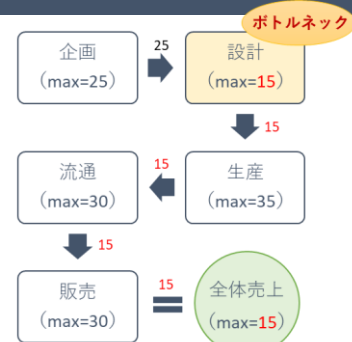 ボトルネック
企画
（max=25）
25
設計
（max=15）
15
流通
（max=30）
15
生産
（max=35）
15
販売
（max=30）
15
全体売上
（max=15）